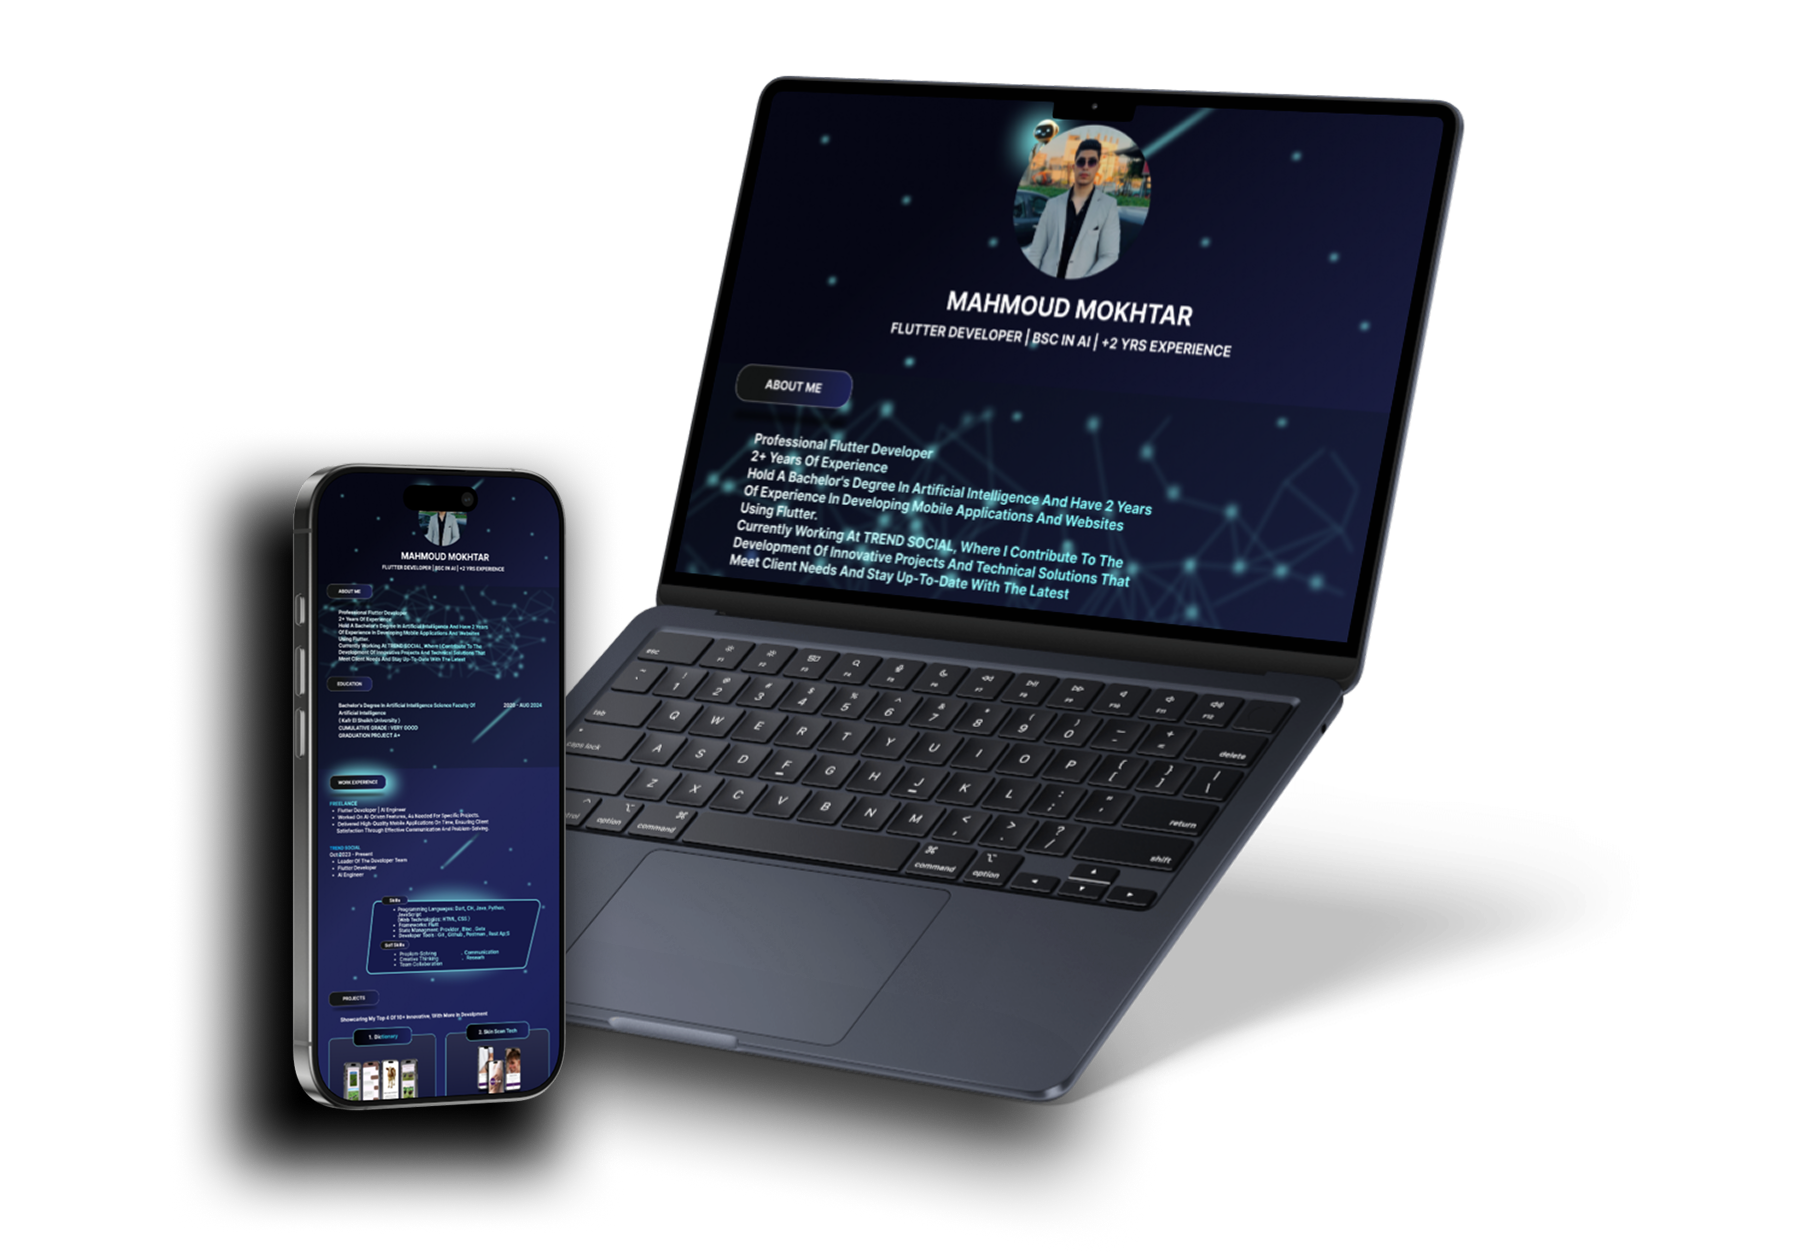 MAHMOUD MOKHTAR
FLUTTER DEVELOPER | BSC IN AI | +2 YRS EXPERIENCE
ABOUT ME
Professional Flutter Developer
2+ Years Of Experience
Hold A Bachelor's Degree In Artificial Intelligence And Have 2 Years
Of Experience In Developing Mobile Applications And Websites
Using Flutter.
Currently Working At TREND SOCIAL, Where I Contribute To The
Development Of Innovative Projects And Technical Solutions That
Meet Client Needs And Stay Up-To-Date With The Latest
MAHMOUD MOKHTAR
FLUTTER DEVELOPER | BSC IN AI | +2 YRS EXPERIENCE
ABOUT ME
Professional Flutter Developer
2+ Years Of Experience
Hold A Bachelor's Degree In Artificial Intelligence And Have 2 Years
Of Experience In Developing Mobile Applications And Websites
Using Flutter.
Currently Working At TREND SOCIAL, Where I Contribute To The
Development Of Innovative Projects And Technical Solutions That
Meet Client Needs And Stay Up-To-Date With The Latest
EDUCATION
Bachelor's Degree In Artificial Intelligence Science Faculty Of 2020 - AUG 2024
Artificial Intelligence
( Kafr El Sheikh University )
CUMULATIVE GRADE : VERY GOOD
GRADUATION PROJECT A+
WORK EXPERIENCE
FREELANCE
Flutter Developer | AI Engineer
Worked On AI-Driven Features, As Needed For Specific Projects.
Delivered High-Quality Mobile Applications On Time, Ensuring Client
Satisfaction Through Effective Communication And Problem-Solving.
TREND SOCIAL
Oct 2023 - Present
Leader Of The Developer Team
Flutter Developer
AI Engineer
Skills
Programming Languages: Dart, C#, Java, Python,
JavaScript
(Web Technologies: HTML, CSS )
Frameworks:
Developer Tools : Git , Github , Postman ,
Soft Skills
Problem-Solving . Communication
Creative Thinking
Team Collaboration
PROJECTS
Showcasing My Top 4 Of 10+ Innovative, With More In
1. Dictionary
2. Skin Scan Tech
esc F1 F2 F3 F4 F5 F6 F7 F8 F9 F10 F11 F12
~ ! 1 @ 2 # 3 $ 4 % 5 ^ 6 & 7 * 8 ( 9 ) 0 _ - + = delete
tab Q W E R T Y U I O P { [ } ] | \
caps lock A S D F G H J K L : ; " ' return
Z X C V B N M < , > . ? / shift
option command command option